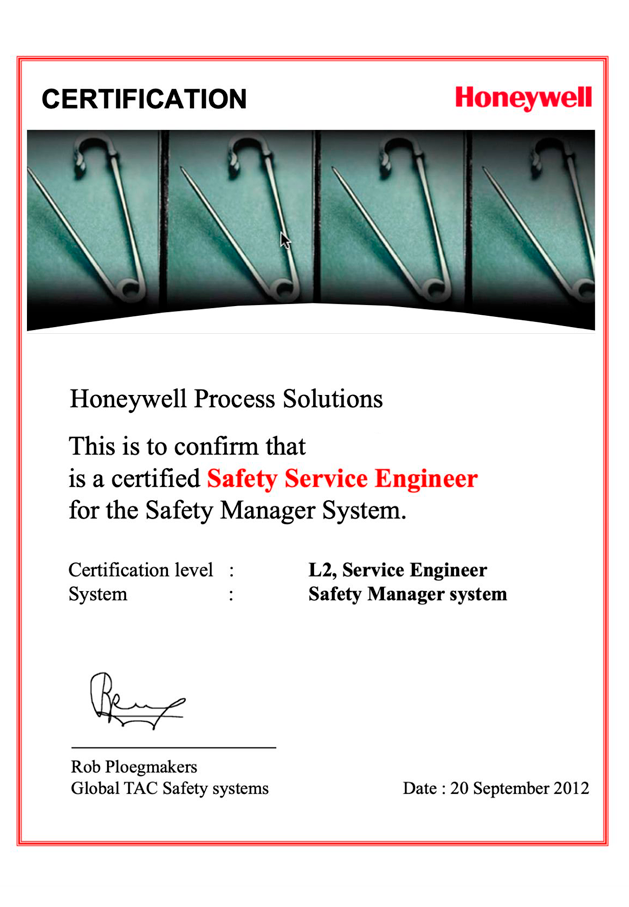 CERTIFICATION
Honeywell
Honeywell Process Solutions
This is to confirm that
is a certified Safety Service Engineer
for the Safety Manager System.
Certification level : L2, Service Engineer
System : Safety Manager system
Rob Ploegmakers
Global TAC Safety systems
Date : 20 September 2012